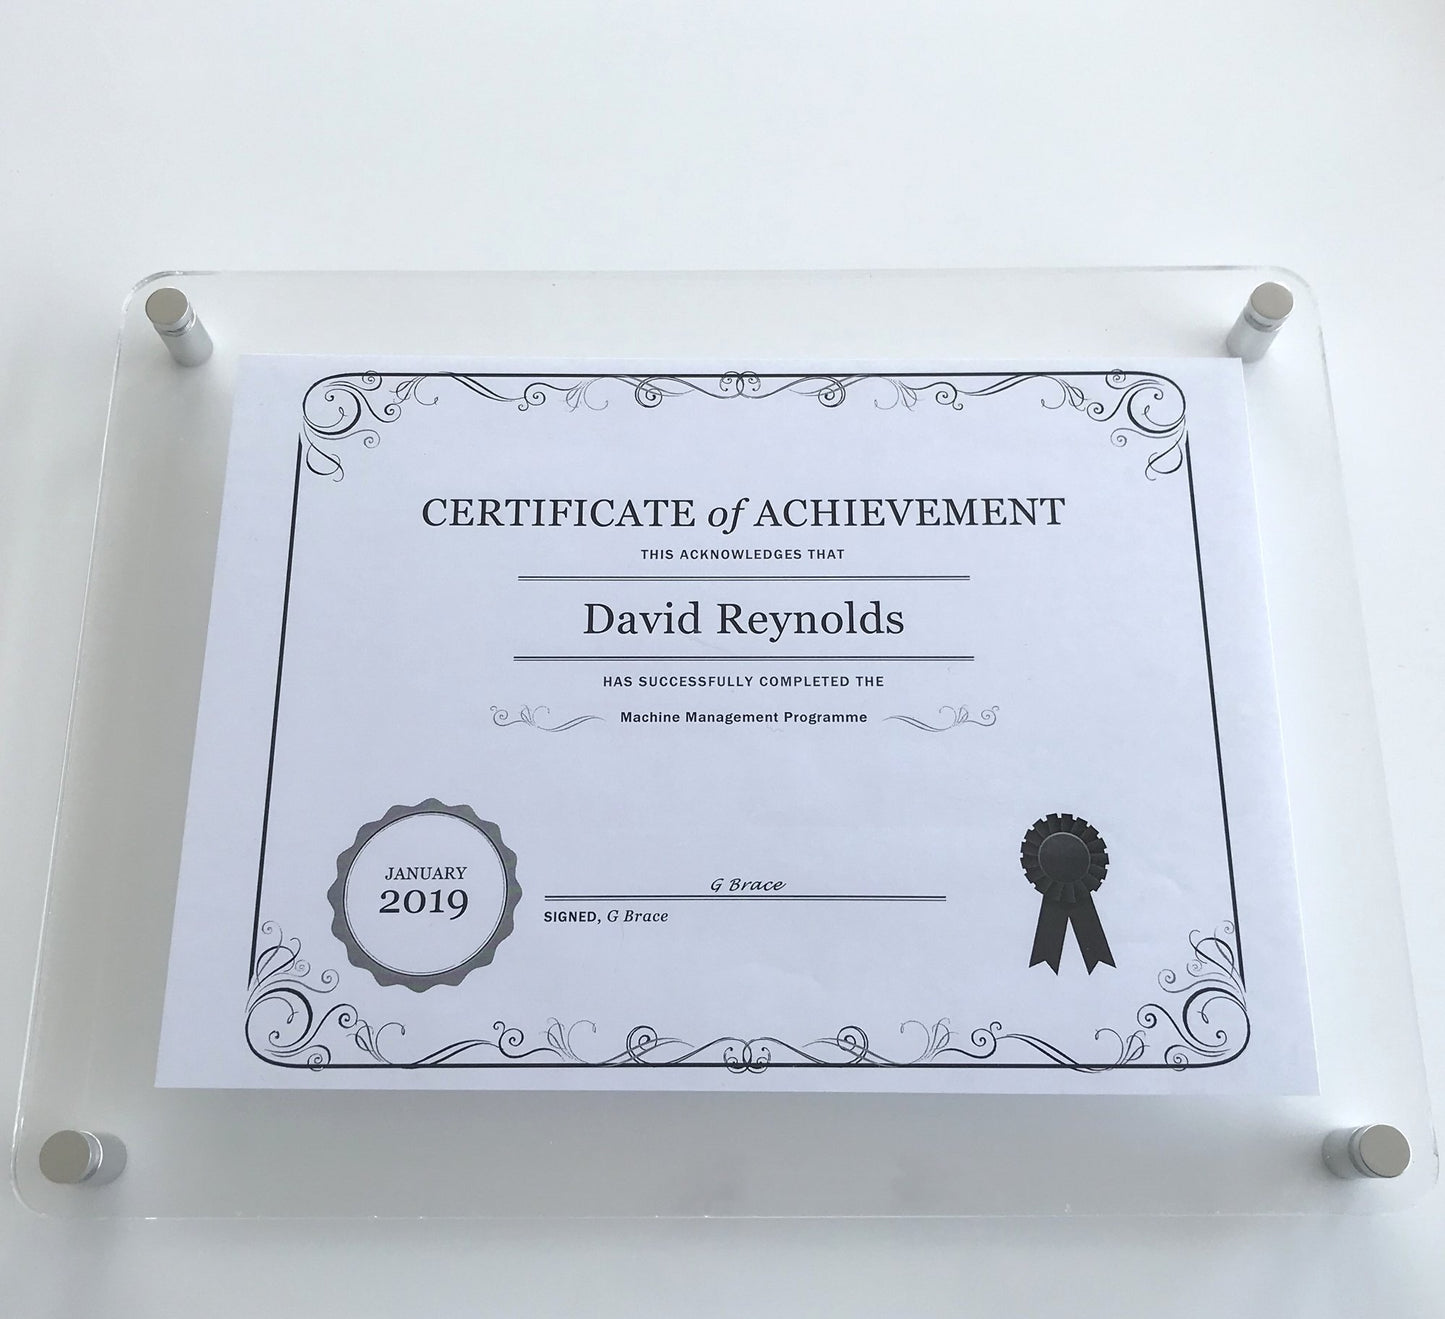 CERTIFICATE of ACHIEVEMENT
THIS ACKNOWLEDGES THAT
David Reynolds
HAS SUCCESSFULLY COMPLETED THE
Machine Management Programme
JANUARY
2019
G Brace
SIGNED, G Brace